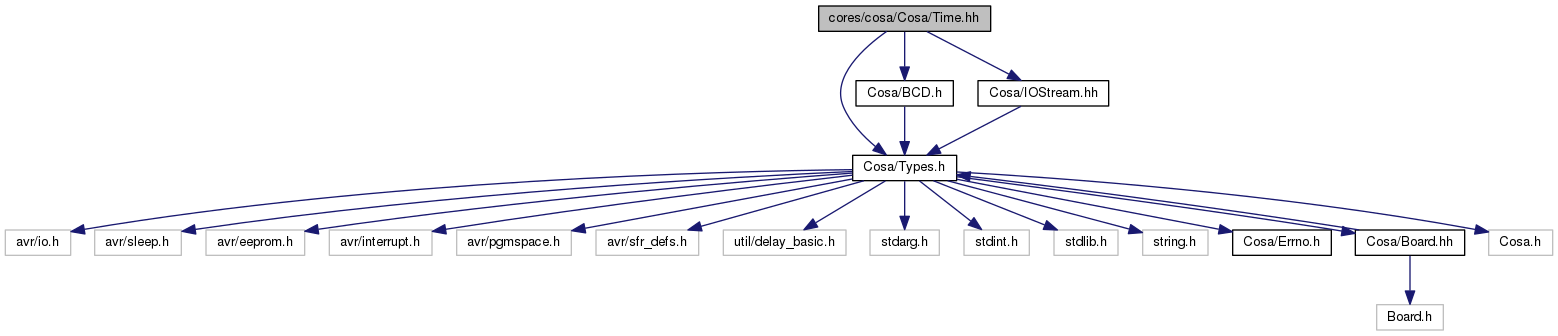 cores/cosa/Cosa/Time.hh
Cosa/BCD.h
Cosa/IOStream.hh
Cosa/Types.h
avr/io.h
avr/sleep.h
avr/eeprom.h
avr/interrupt.h
avr/pgmspace.h
avr/sfr_defs.h
util/delay_basic.h
stdarg.h
stdint.h
stdlib.h
string.h
Cosa/Errno.h
Cosa/Board.hh
Cosa.h
Board.h